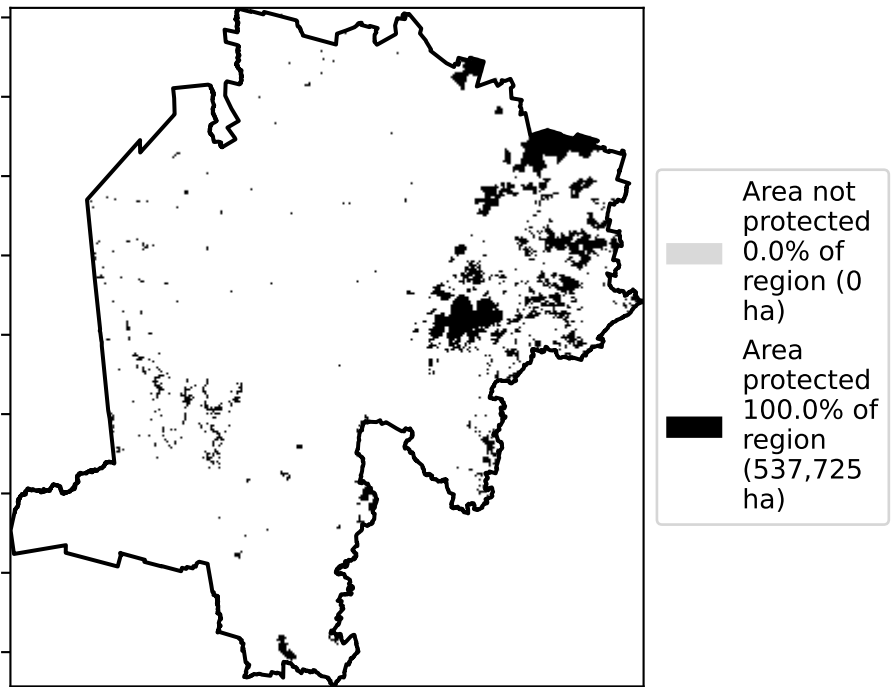 Area not
protected
0.0% of
region (0
ha)
Area
protected
100.0% of
region
(537,725
ha)